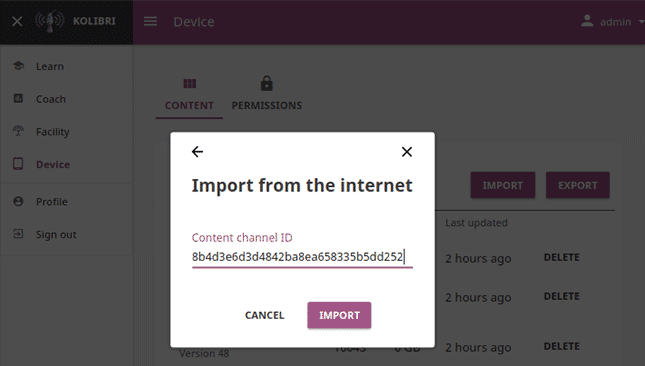 KOLIBRI
Device
admin
Learn
Coach
Facility
Device
Profile
Sign out
CONTENT
PERMISSIONS
IMPORT
EXPORT
Import from the internet
Content channel ID
8b4d3e6d3d4842ba8ea658335b5dd252
CANCEL
IMPORT
Last updated
2 hours ago
DELETE
2 hours ago
DELETE
2 hours ago
DELETE
Version 48